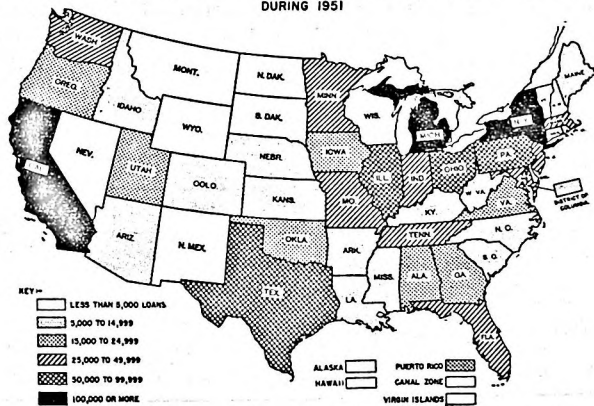 DURING 1951
WASH.
OREG.
IDAHO
MONT.
N. DAK.
S. DAK.
WYO.
NEV.
UTAH
COLO.
ARIZ.
N. MEX.
NEBR.
KANS.
OKLA.
TEX.
MINN.
IOWA
MO.
ARK.
LA.
WIS.
ILL.
MICH.
IND.
OHIO
KY.
TENN.
MISS.
ALA.
GA.
FLA.
S. C.
N. C.
VA.
W. VA.
PA.
N.Y.
MAINE
DISTRICT OF
COLUMBIA
KEY:-
LESS THAN 5,000 LOANS
5,000 TO 14,999
15,000 TO 24,999
25,000 TO 49,999
50,000 TO 99,999
100,000 OR MORE
ALASKA
HAWAII
PUERTO RICO
CANAL ZONE
VIRGIN ISLANDS